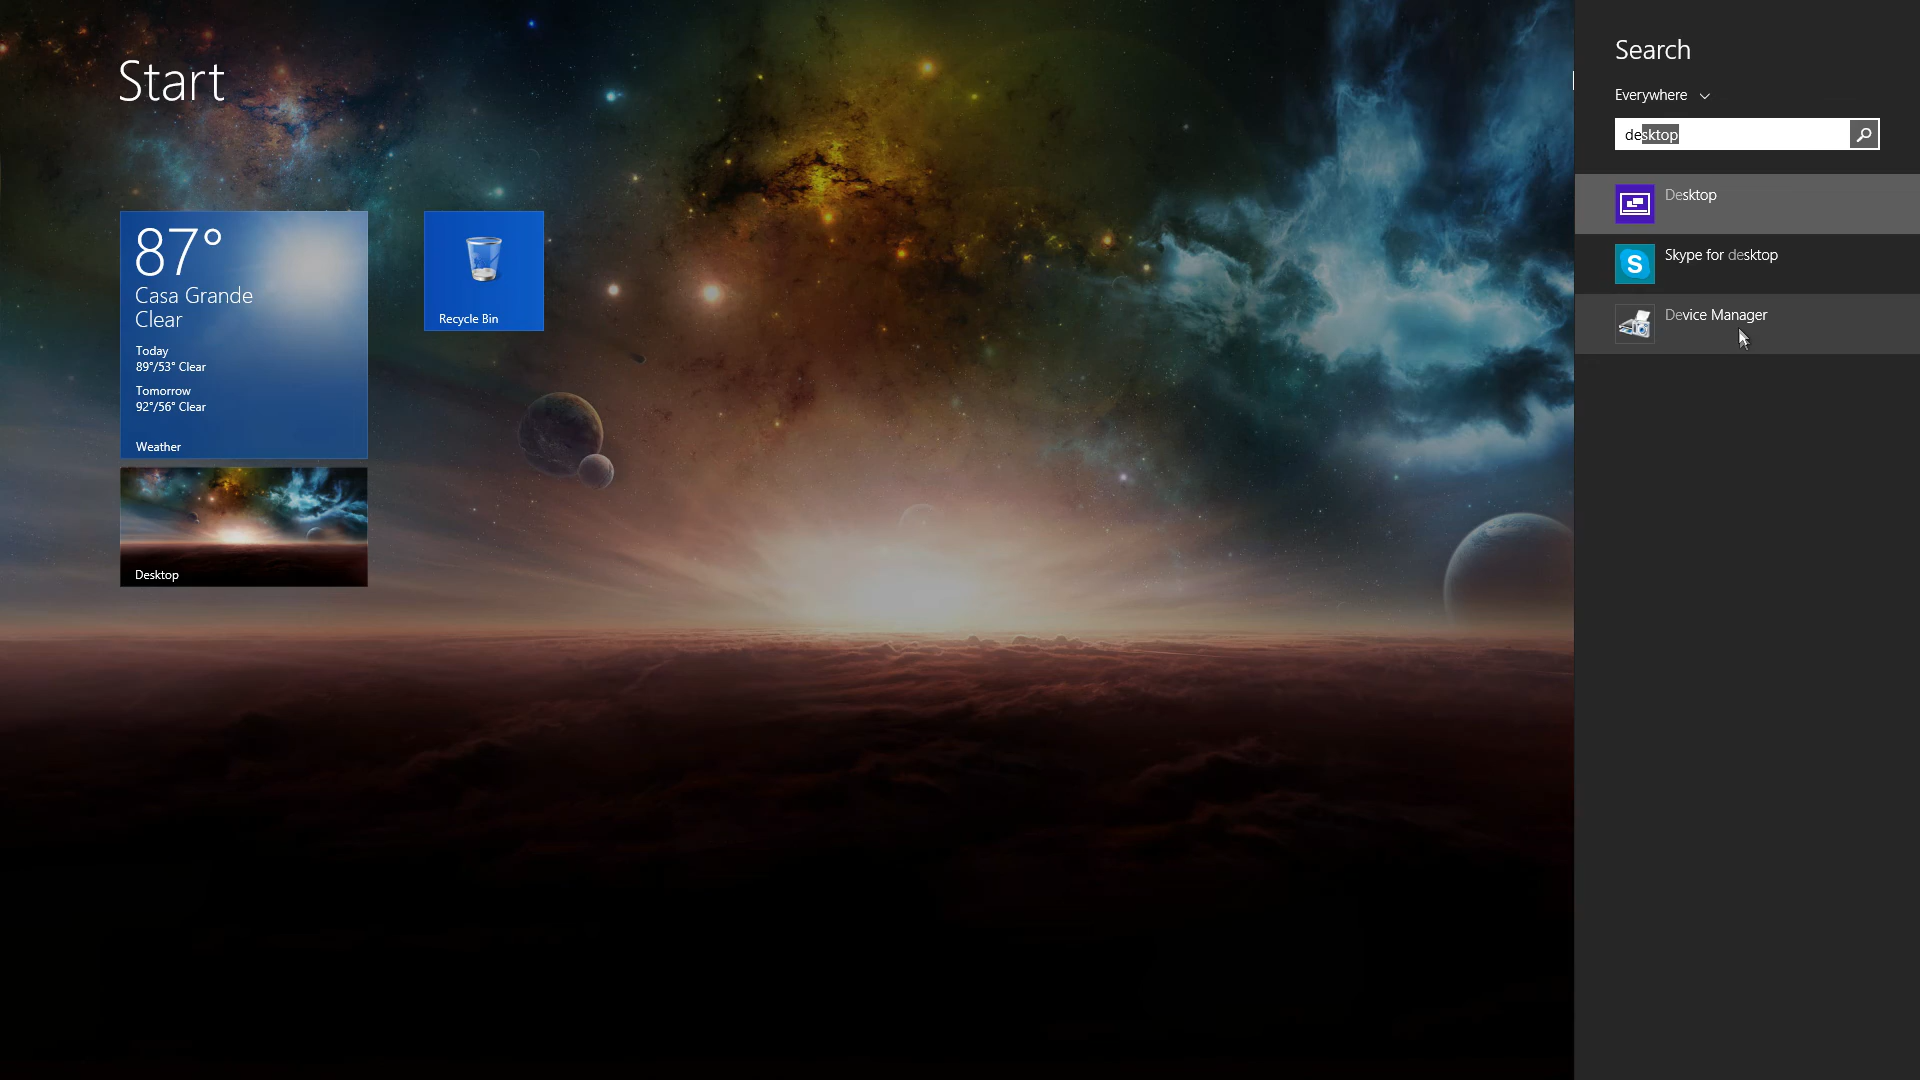 Start
87°
Casa Grande
Clear
Today
89°/53° Clear
Tomorrow
92°/56° Clear
Weather
Recycle Bin
Desktop
Search
Everywhere
desktop
Desktop
S
Skype for desktop
Device Manager